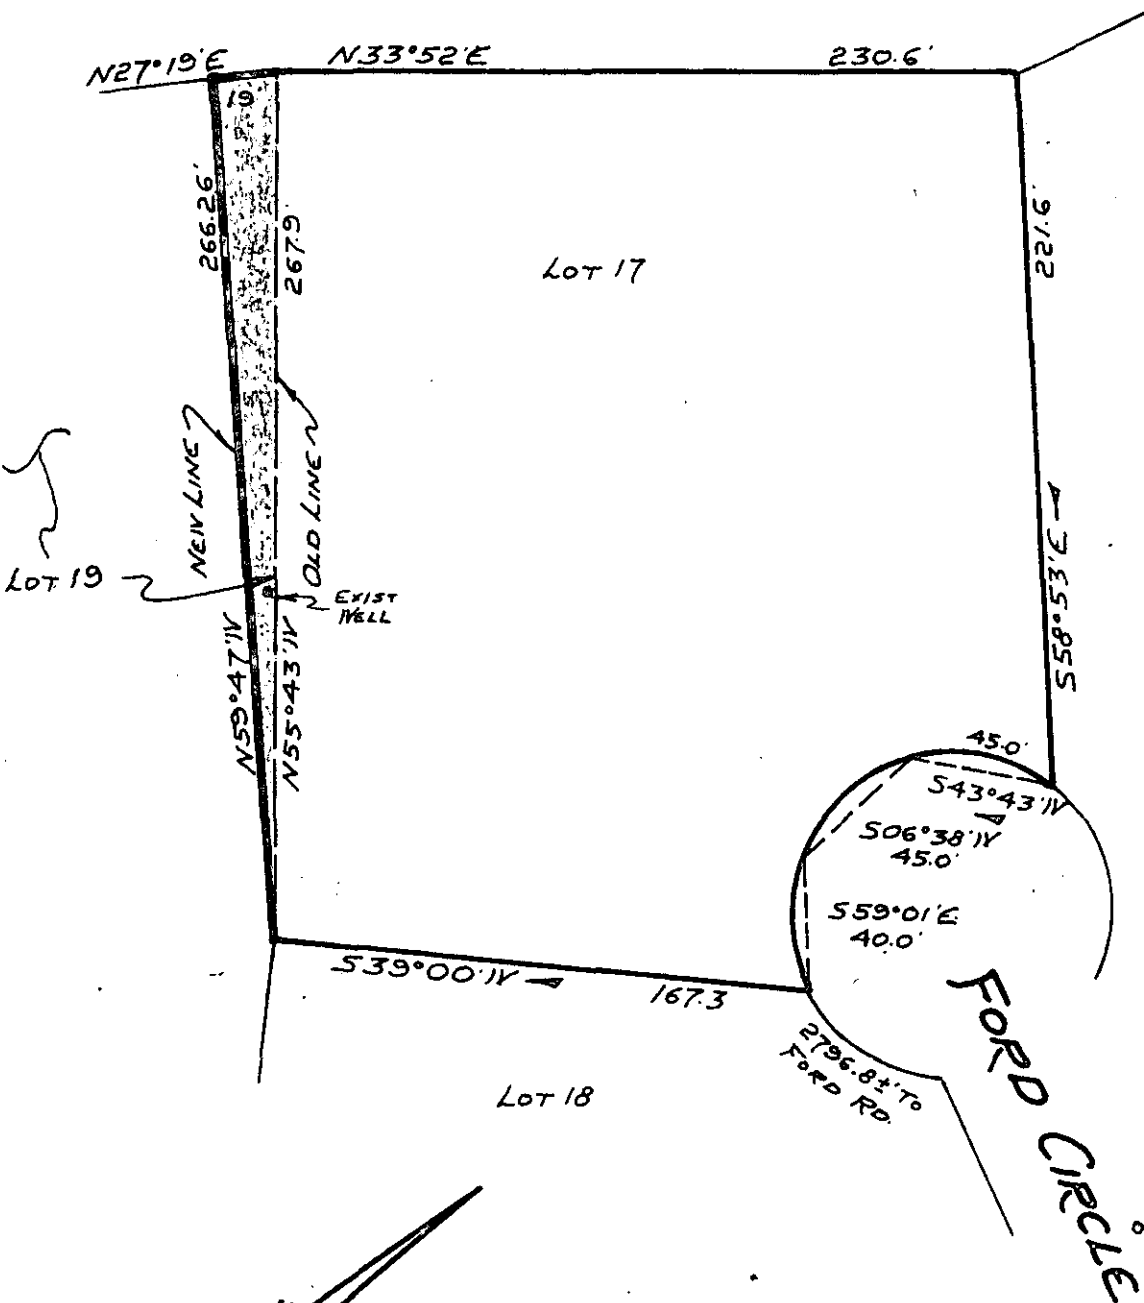 N27°19'E
N33°52'E
230.6'
19'
266.26'
267.9'
LOT 17
221.6'
NEW LINE
OLD LINE
LOT 19
EXIST
WELL
N59°47'W
N55°43'W
S58°53'E
45.0'
S43°43'W
S06°38'W
45.0'
S59°01'E
40.0'
S39°00'W
167.3
2796.8±' TO
FORD RD.
LOT 18
FORD CIRCLE